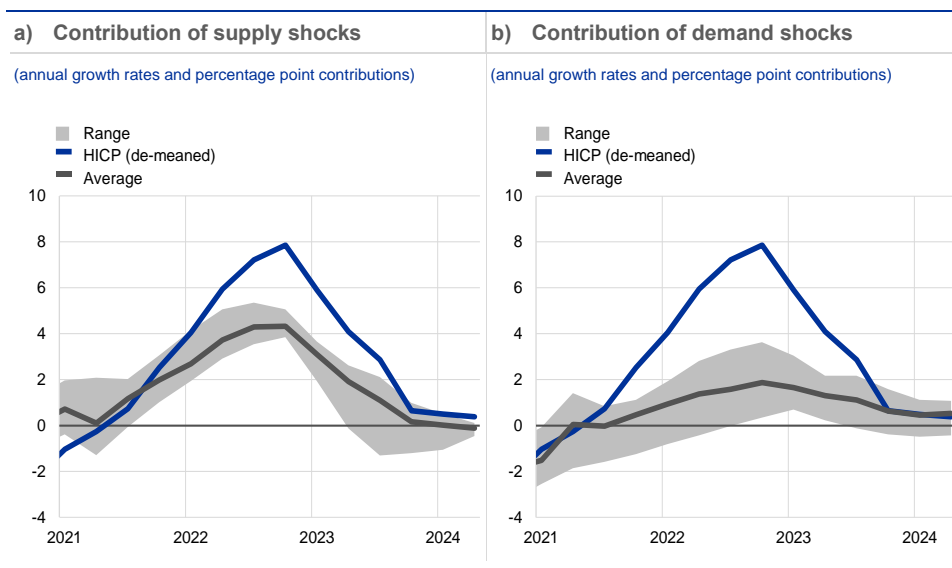 a) Contribution of supply shocks
(annual growth rates and percentage point contributions)
Range
HICP (de-meaned)
Average
10
8
6
4
2
0
-2
-4
2021 2022 2023 2024
b) Contribution of demand shocks
(annual growth rates and percentage point contributions)
Range
HICP (de-meaned)
Average
10
8
6
4
2
0
-2
-4
2021 2022 2023 2024